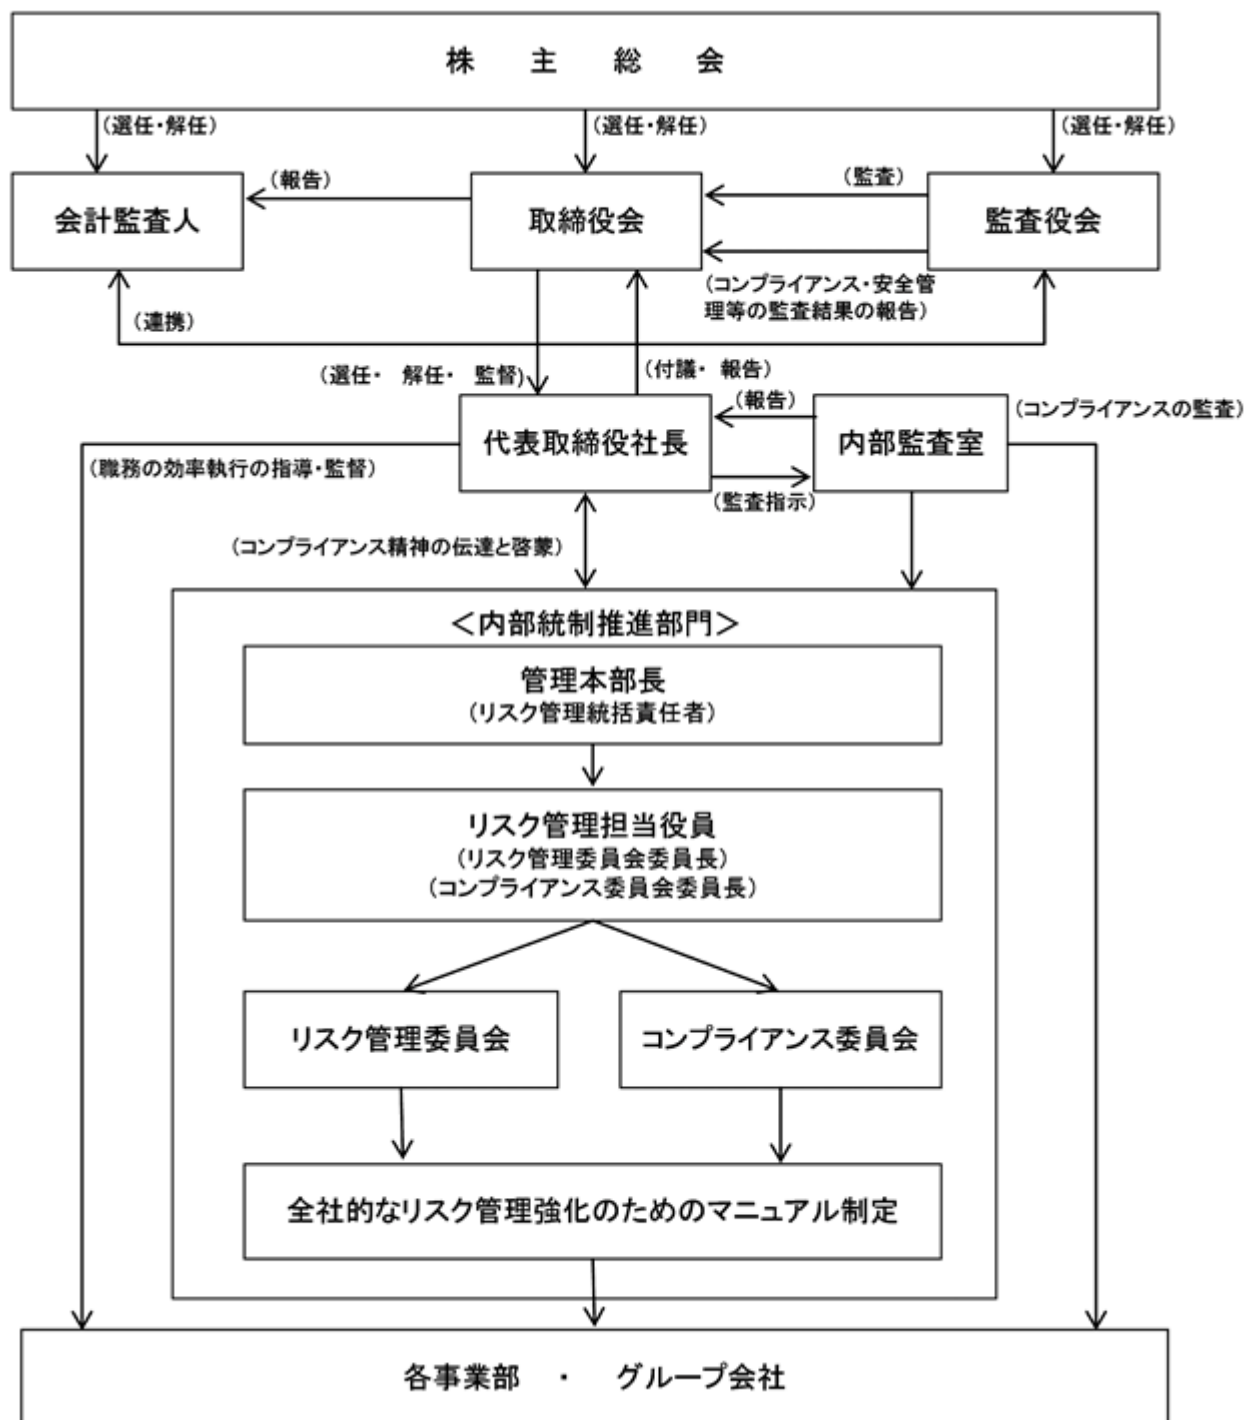 株 主 総 会
(選任・解任)
(選任・解任)
(選任・解任)
会計監査人
(報告)
取締役会
(監査)
監査役会
(コンプライアンス・安全管
理等の監査結果の報告)
(連携)
(選任・ 解任・ 監督)
(付議・ 報告)
代表取締役社長
(報告)
内部監査室
(コンプライアンスの監査)
(職務の効率執行の指導・監督)
(監査指示)
(コンプライアンス精神の伝達と啓蒙)
＜内部統制推進部門＞
管理本部長
(リスク管理統括責任者)
リスク管理担当役員
(リスク管理委員会委員長)
(コンプライアンス委員会委員長)
リスク管理委員会
コンプライアンス委員会
全社的なリスク管理強化のためのマニュアル制定
各事業部 ・ グループ会社